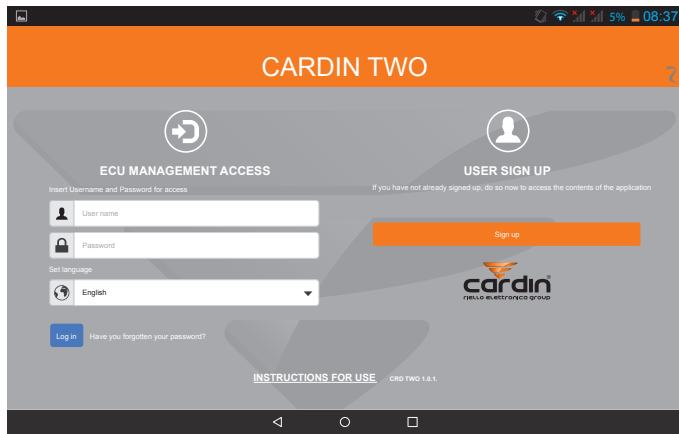 5% 08:37
CARDIN TWO
ECU MANAGEMENT ACCESS
Insert Username and Password for access
User name
Password
Set language
English
Log in Have you forgotten your password?
USER SIGN UP
If you have not already signed up, do so now to access the contents of the application
Sign up
cardin
riello elettronica group
INSTRUCTIONS FOR USE CRD TWO 1.0.1.